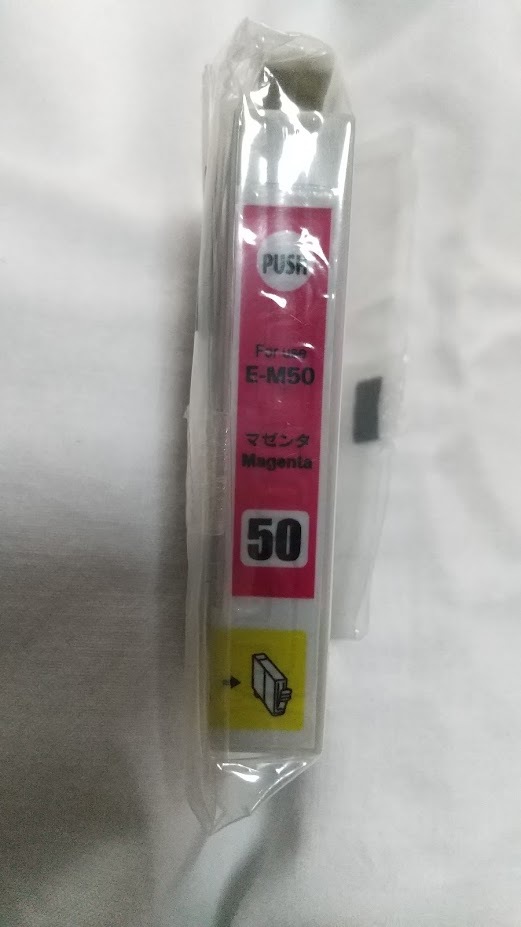 PUSH
For use
E-M50
マゼンタ
Magenta
50